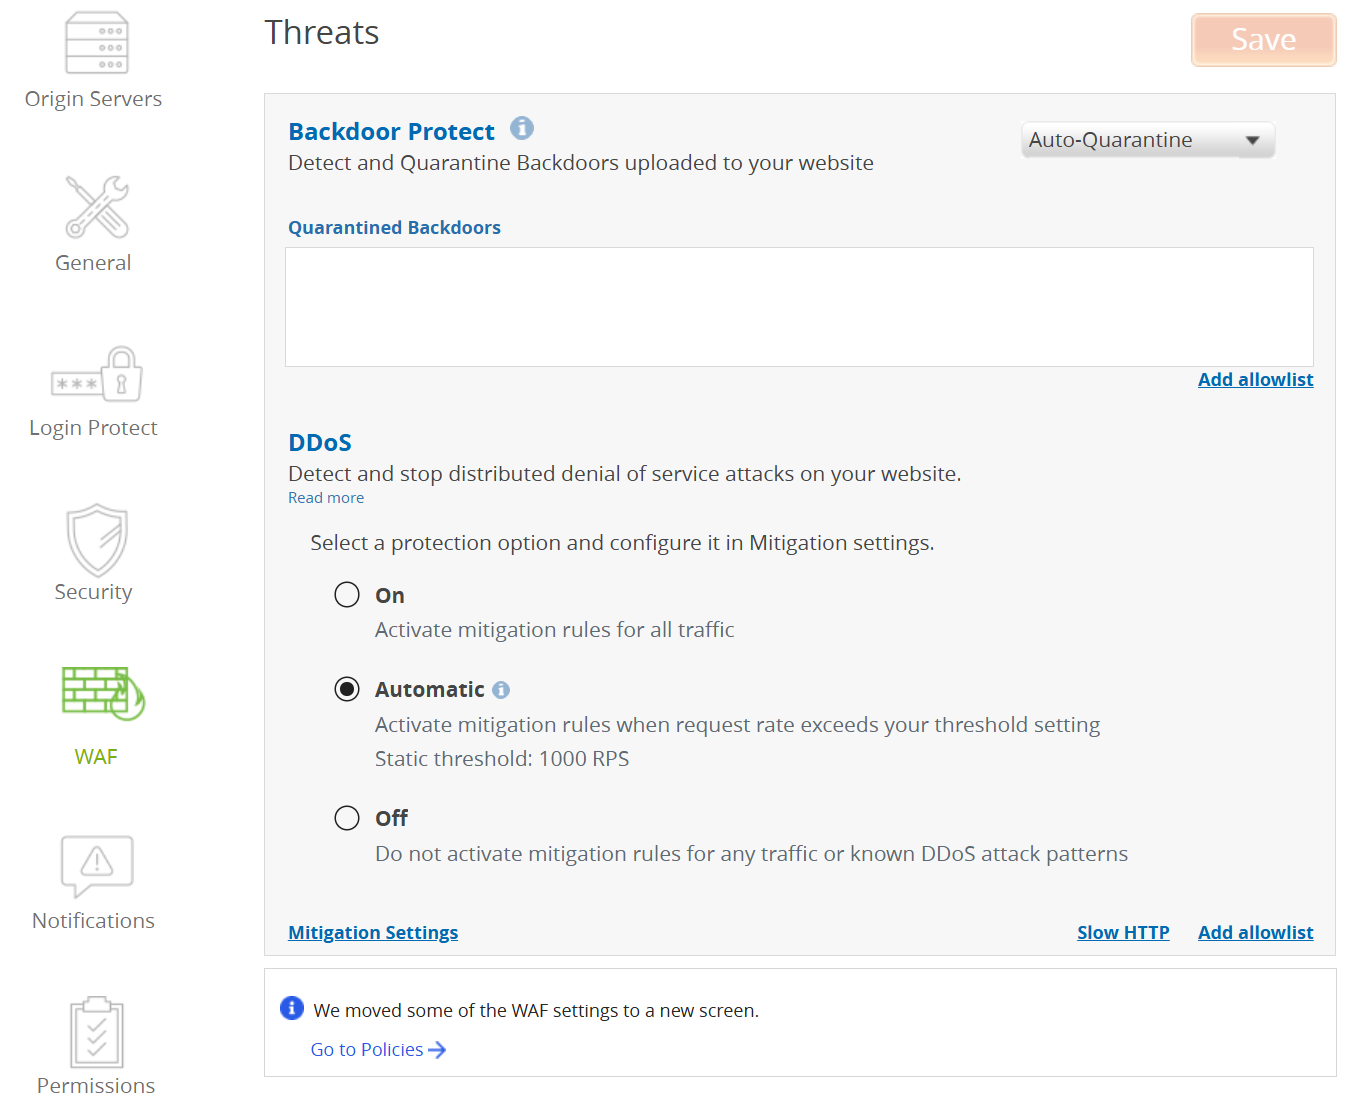 Threats
Save
Origin Servers
General
Login Protect
Security
WAF
Notifications
Permissions
Backdoor Protect
Auto-Quarantine
Detect and Quarantine Backdoors uploaded to your website
Quarantined Backdoors
Add allowlist
DDoS
Detect and stop distributed denial of service attacks on your website.
Read more
Select a protection option and configure it in Mitigation settings.
On
Activate mitigation rules for all traffic
Automatic
Activate mitigation rules when request rate exceeds your threshold setting
Static threshold: 1000 RPS
Off
Do not activate mitigation rules for any traffic or known DDoS attack patterns
Mitigation Settings
Slow HTTP
Add allowlist
We moved some of the WAF settings to a new screen.
Go to Policies